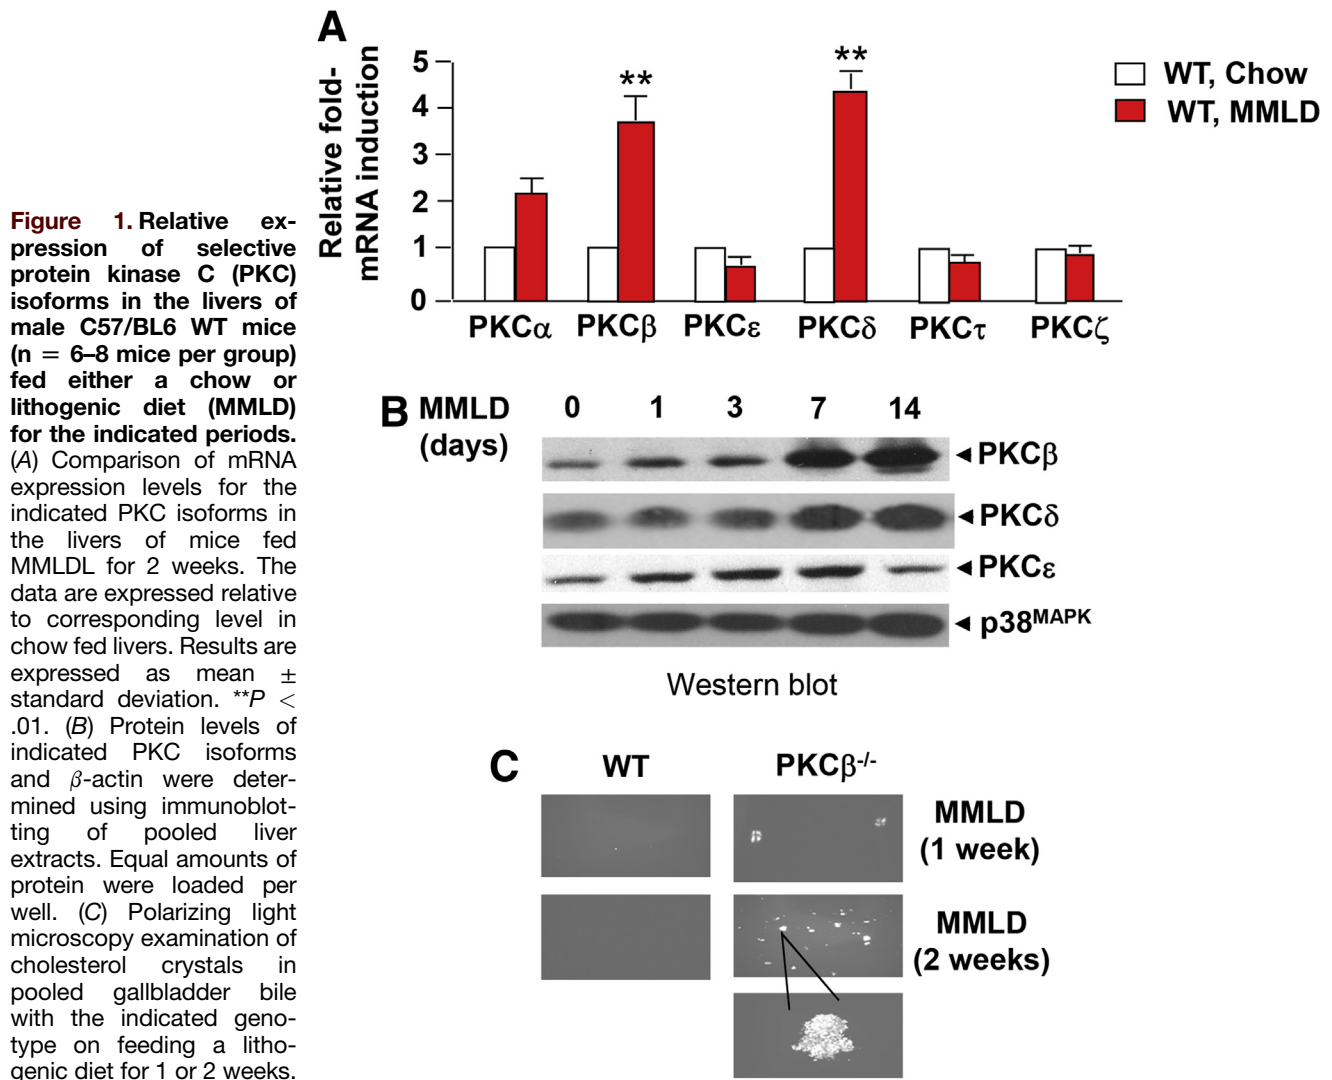 Figure 1. Relative ex-
pression of selective
protein kinase C (PKC)
isoforms in the livers of
male C57/BL6 WT mice
(n = 6–8 mice per group)
fed either a chow or
lithogenic diet (MMLD)
for the indicated periods.
(A) Comparison of mRNA
expression levels for the
indicated PKC isoforms in
the livers of mice fed
MMLDL for 2 weeks. The
data are expressed relative
to corresponding level in
chow fed livers. Results are
expressed as mean ±
standard deviation. **P <
.01. (B) Protein levels of
indicated PKC isoforms
and β-actin were deter-
mined using immunoblot-
ting of pooled liver
extracts. Equal amounts of
protein were loaded per
well. (C) Polarizing light
microscopy examination of
cholesterol crystals in
pooled gallbladder bile
with the indicated geno-
type on feeding a litho-
genic diet for 1 or 2 weeks.
A
Relative fold-
mRNA induction
5
4
3
2
1
0
**
**
PKCα PKCβ PKCε PKCδ PKCτ PKCζ
WT, Chow
WT, MMLD
B
MMLD 0 1 3 7 14
(days)
PKCβ
PKCδ
PKCε
p38MAPK
Western blot
C
WT PKCβ-/-
MMLD
(1 week)
MMLD
(2 weeks)